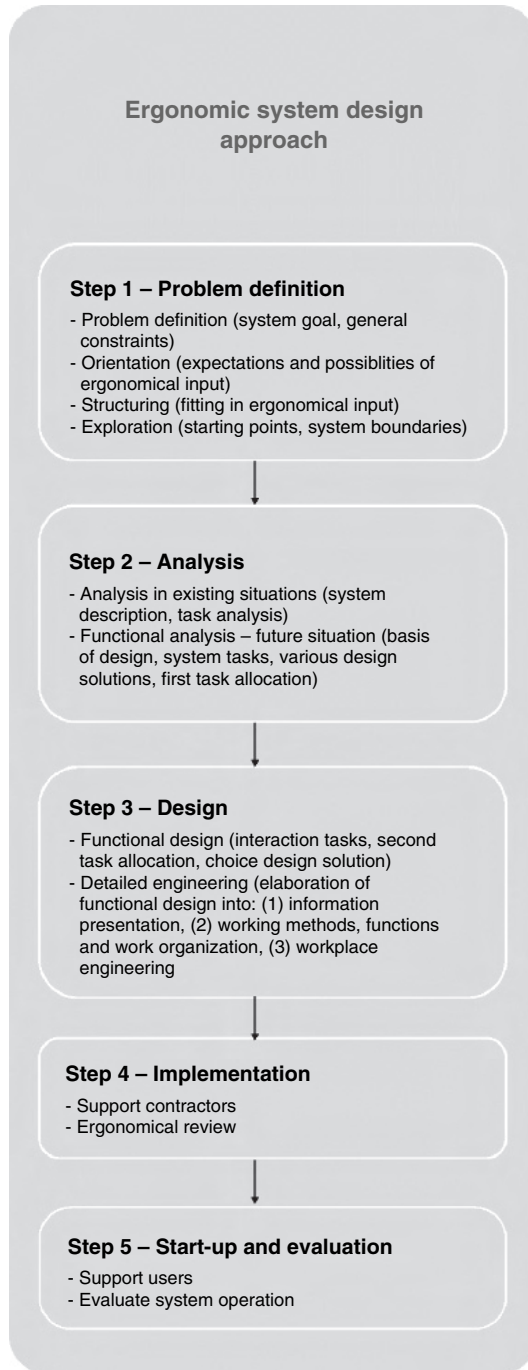 Ergonomic system design
approach
Step 1 – Problem definition
- Problem definition (system goal, general
constraints)
- Orientation (expectations and possiblities of
ergonomical input)
- Structuring (fitting in ergonomical input)
- Exploration (starting points, system boundaries)
Step 2 – Analysis
- Analysis in existing situations (system
description, task analysis)
- Functional analysis – future situation (basis
of design, system tasks, various design
solutions, first task allocation)
Step 3 – Design
- Functional design (interaction tasks, second
task allocation, choice design solution)
- Detailed engineering (elaboration of
functional design into: (1) information
presentation, (2) working methods, functions
and work organization, (3) workplace
engineering
Step 4 – Implementation
- Support contractors
- Ergonomical review
Step 5 – Start-up and evaluation
- Support users
- Evaluate system operation